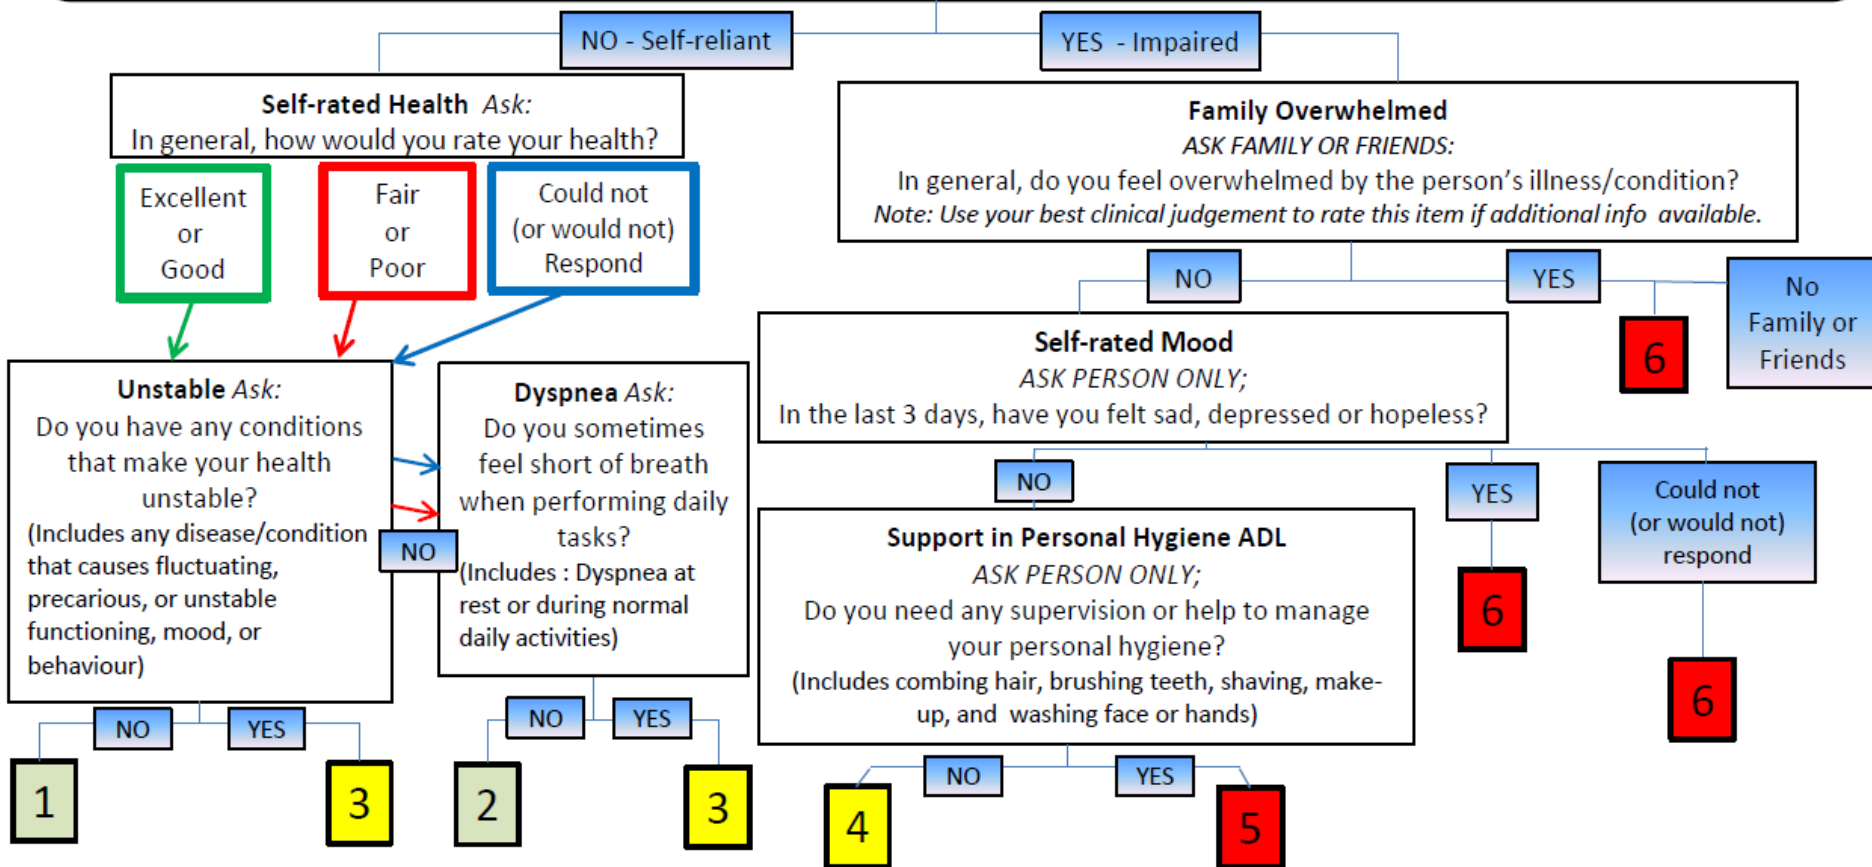 NO - Self-reliant
YES - Impaired
Self-rated Health Ask:
In general, how would you rate your health?
Excellent
or
Good
Fair
or
Poor
Could not
(or would not)
Respond
Family Overwhelmed
ASK FAMILY OR FRIENDS:
In general, do you feel overwhelmed by the person's illness/condition?
Note: Use your best clinical judgement to rate this item if additional info available.
NO
YES
No
Family or
Friends
6
Unstable Ask:
Do you have any conditions
that make your health
unstable?
(Includes any disease/condition
that causes fluctuating,
precarious, or unstable
functioning, mood, or
behaviour)
NO
Dyspnea Ask:
Do you sometimes
feel short of breath
when performing daily
tasks?
(Includes : Dyspnea at
rest or during normal
daily activities)
Self-rated Mood
ASK PERSON ONLY;
In the last 3 days, have you felt sad, depressed or hopeless?
NO
YES
Could not
(or would not)
respond
6
6
Support in Personal Hygiene ADL
ASK PERSON ONLY;
Do you need any supervision or help to manage
your personal hygiene?
(Includes combing hair, brushing teeth, shaving, make-
up, and washing face or hands)
NO
YES
1
3
NO
YES
2
3
NO
YES
4
5